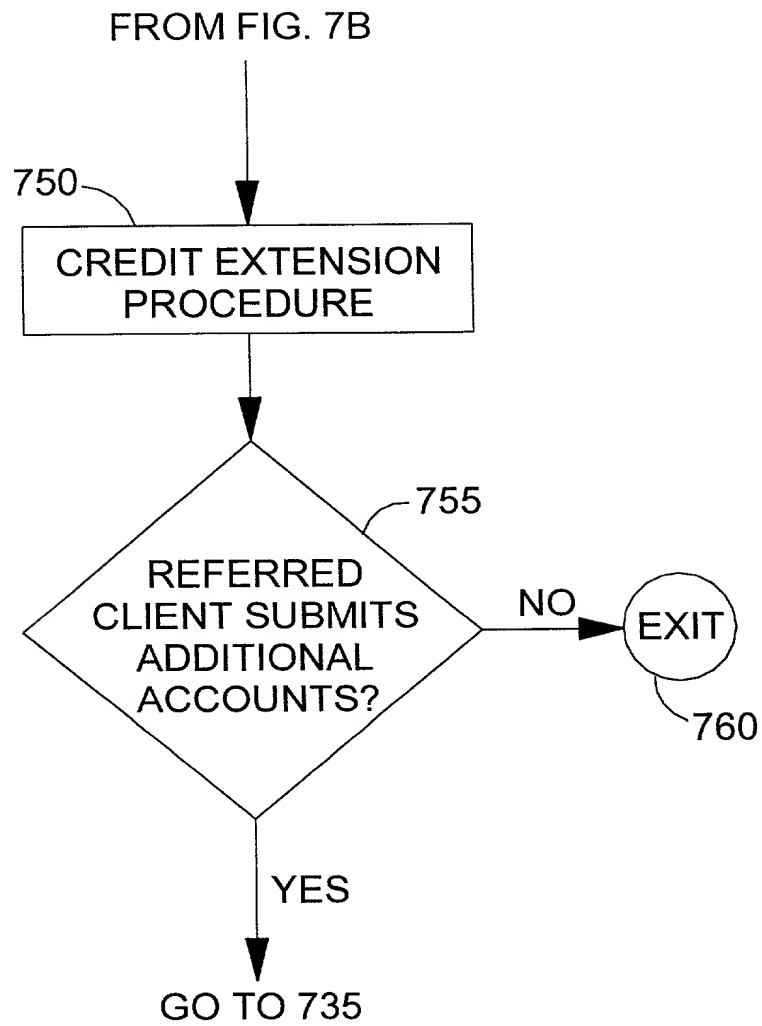 FROM FIG. 7B
750
CREDIT EXTENSION
PROCEDURE
755
REFERRED
CLIENT SUBMITS
ADDITIONAL
ACCOUNTS?
NO
EXIT
760
YES
GO TO 735